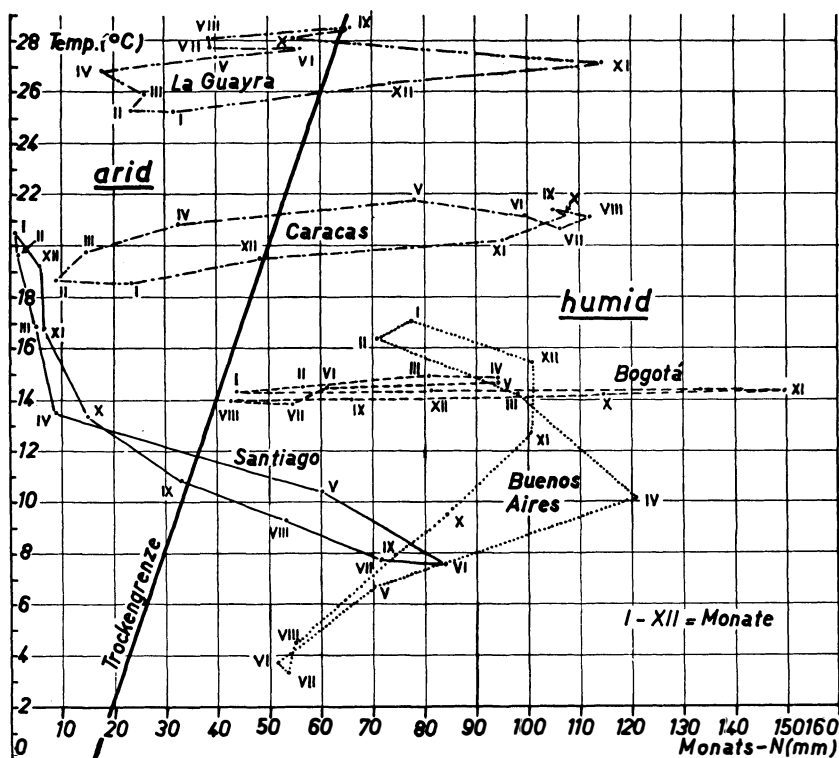 28
Temp.(°C)
VIII
IX
VII
X
VI
IV
V
XI
La Guayra
III
XII
26
II
I
24
arid
22
V
IX
X
IV
VI
VIII
I
II
Caracas
VII
20
III
XII
XI
XII
II
I
18
humid
I
III
XI
II
XII
16
I
II
VI
III
IV
V
Bogotá
XI
14
VIII
VII
IX
XII
III
X
IV
X
XI
12
Santiago
IX
V
Buenos
Aires
IV
10
VIII
X
8
IX
VII
VI
V
6
Trockengrenze
I - XII = Monate
VIII
4
VI
VII
2
0
10
20
30
40
50
60
70
80
90
100
110
120
130
140
150
160
Monats-N(mm)